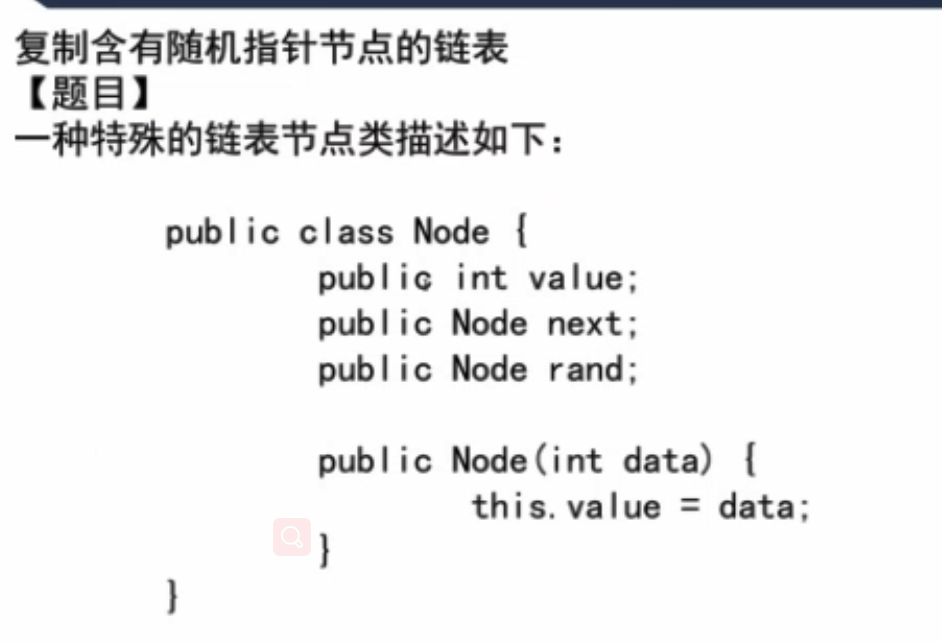 复制含有随机指针节点的链表
【题目】
一种特殊的链表节点类描述如下：
public class Node {
public int value;
public Node next;
public Node rand;
public Node(int data) {
this.value = data;
}
}